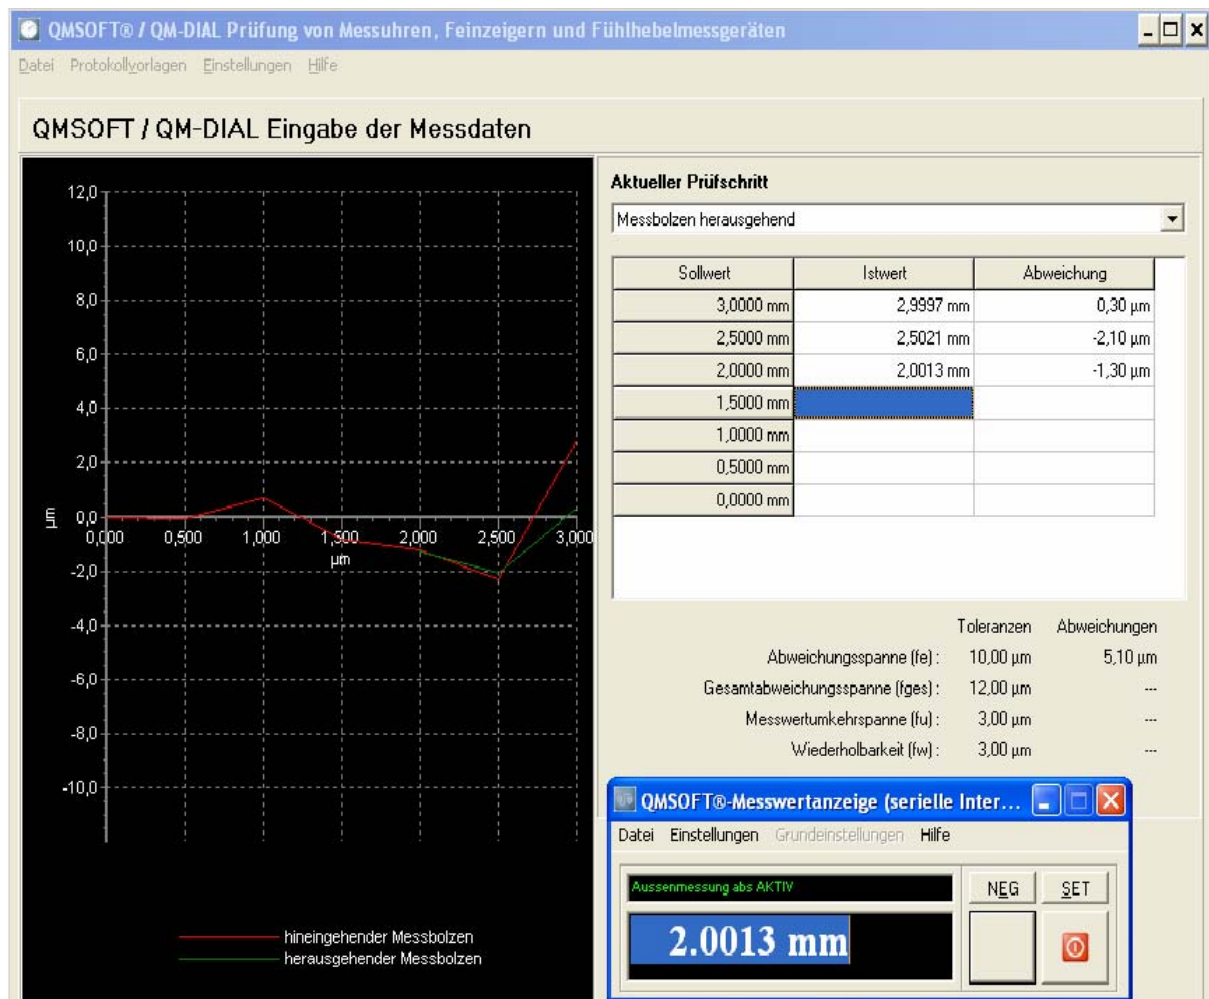 QMSOFT® / QM-DIAL Prüfung von Messuhren, Feinzeigern und Fühlhebelmessgeräten
Datei Protokollvorlagen Einstellungen Hilfe
QMSOFT / QM-DIAL Eingabe der Messdaten
12,0
10,0
8,0
6,0
4,0
2,0
0,0
-2,0
-4,0
-6,0
-8,0
-10,0
µm
0,000 0,500 1,000 1,500 2,000 2,500 3,000
µm
hineingehender Messbolzen
herausgehender Messbolzen
Aktueller Prüfschritt
Messbolzen herausgehend
Sollwert Istwert Abweichung
3,0000 mm 2,9997 mm 0,30 µm
2,5000 mm 2,5021 mm -2,10 µm
2,0000 mm 2,0013 mm -1,30 µm
1,5000 mm
1,0000 mm
0,5000 mm
0,0000 mm
Toleranzen Abweichungen
Abweichungsspanne (fe) : 10,00 µm 5,10 µm
Gesamtabweichungsspanne (fges) : 12,00 µm ---
Messwertumkehrspanne (fu) : 3,00 µm ---
Wiederholbarkeit (fw) : 3,00 µm ---
QMSOFT®-Messwertanzeige (serielle Inter...
Datei Einstellungen Grundeinstellungen Hilfe
Aussenmessung abs AKTIV
NEG SET
2.0013 mm